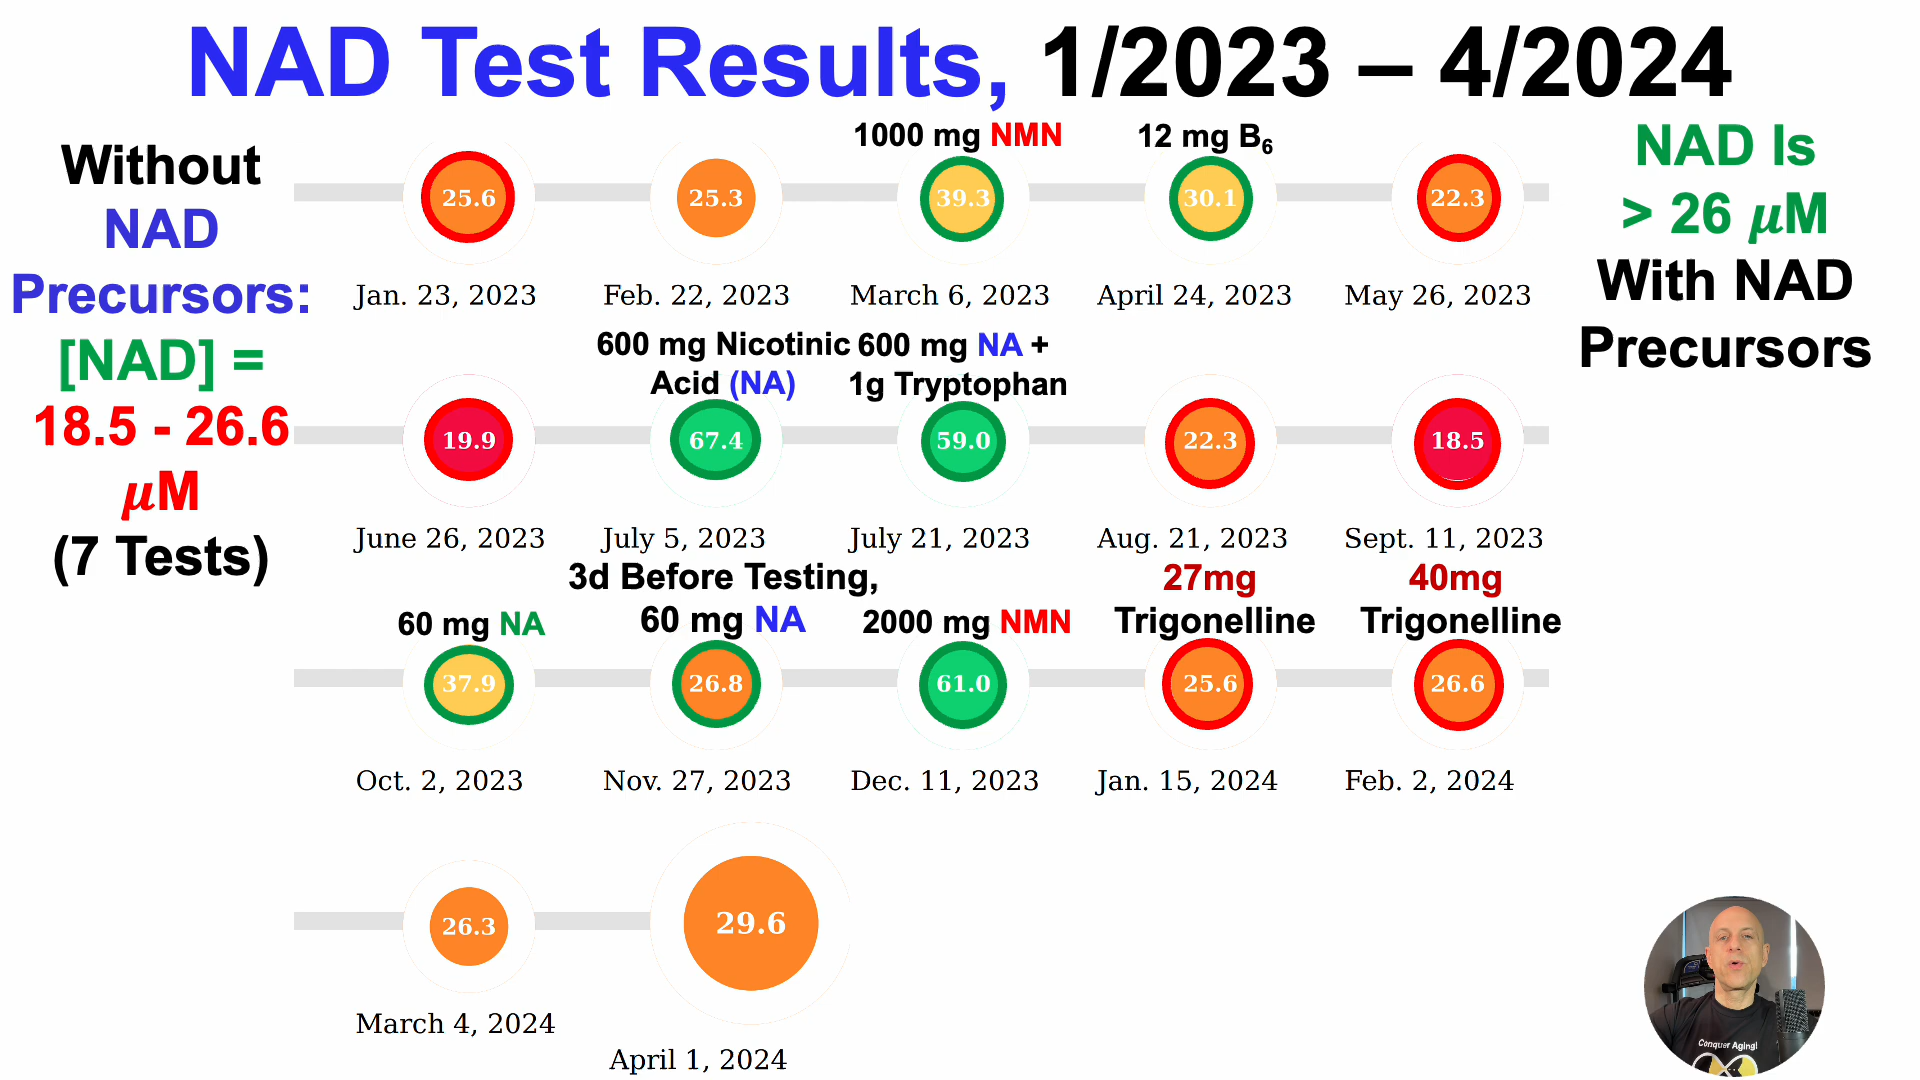 NAD Test Results, 1/2023 – 4/2024
Without
NAD
Precursors:
[NAD] =
18.5 - 26.6
μM
(7 Tests)
1000 mg NMN
12 mg B₆
25.6
25.3
39.3
30.1
22.3
Jan. 23, 2023
Feb. 22, 2023
March 6, 2023
April 24, 2023
May 26, 2023
NAD Is
> 26 μM
With NAD
Precursors
600 mg Nicotinic
Acid (NA)
600 mg NA +
1g Tryptophan
19.9
67.4
59.0
22.3
18.5
June 26, 2023
July 5, 2023
July 21, 2023
Aug. 21, 2023
Sept. 11, 2023
60 mg NA
3d Before Testing,
60 mg NA
2000 mg NMN
27mg
Trigonelline
40mg
Trigonelline
37.9
26.8
61.0
25.6
26.6
Oct. 2, 2023
Nov. 27, 2023
Dec. 11, 2023
Jan. 15, 2024
Feb. 2, 2024
26.3
29.6
March 4, 2024
April 1, 2024
Conquer Aging!